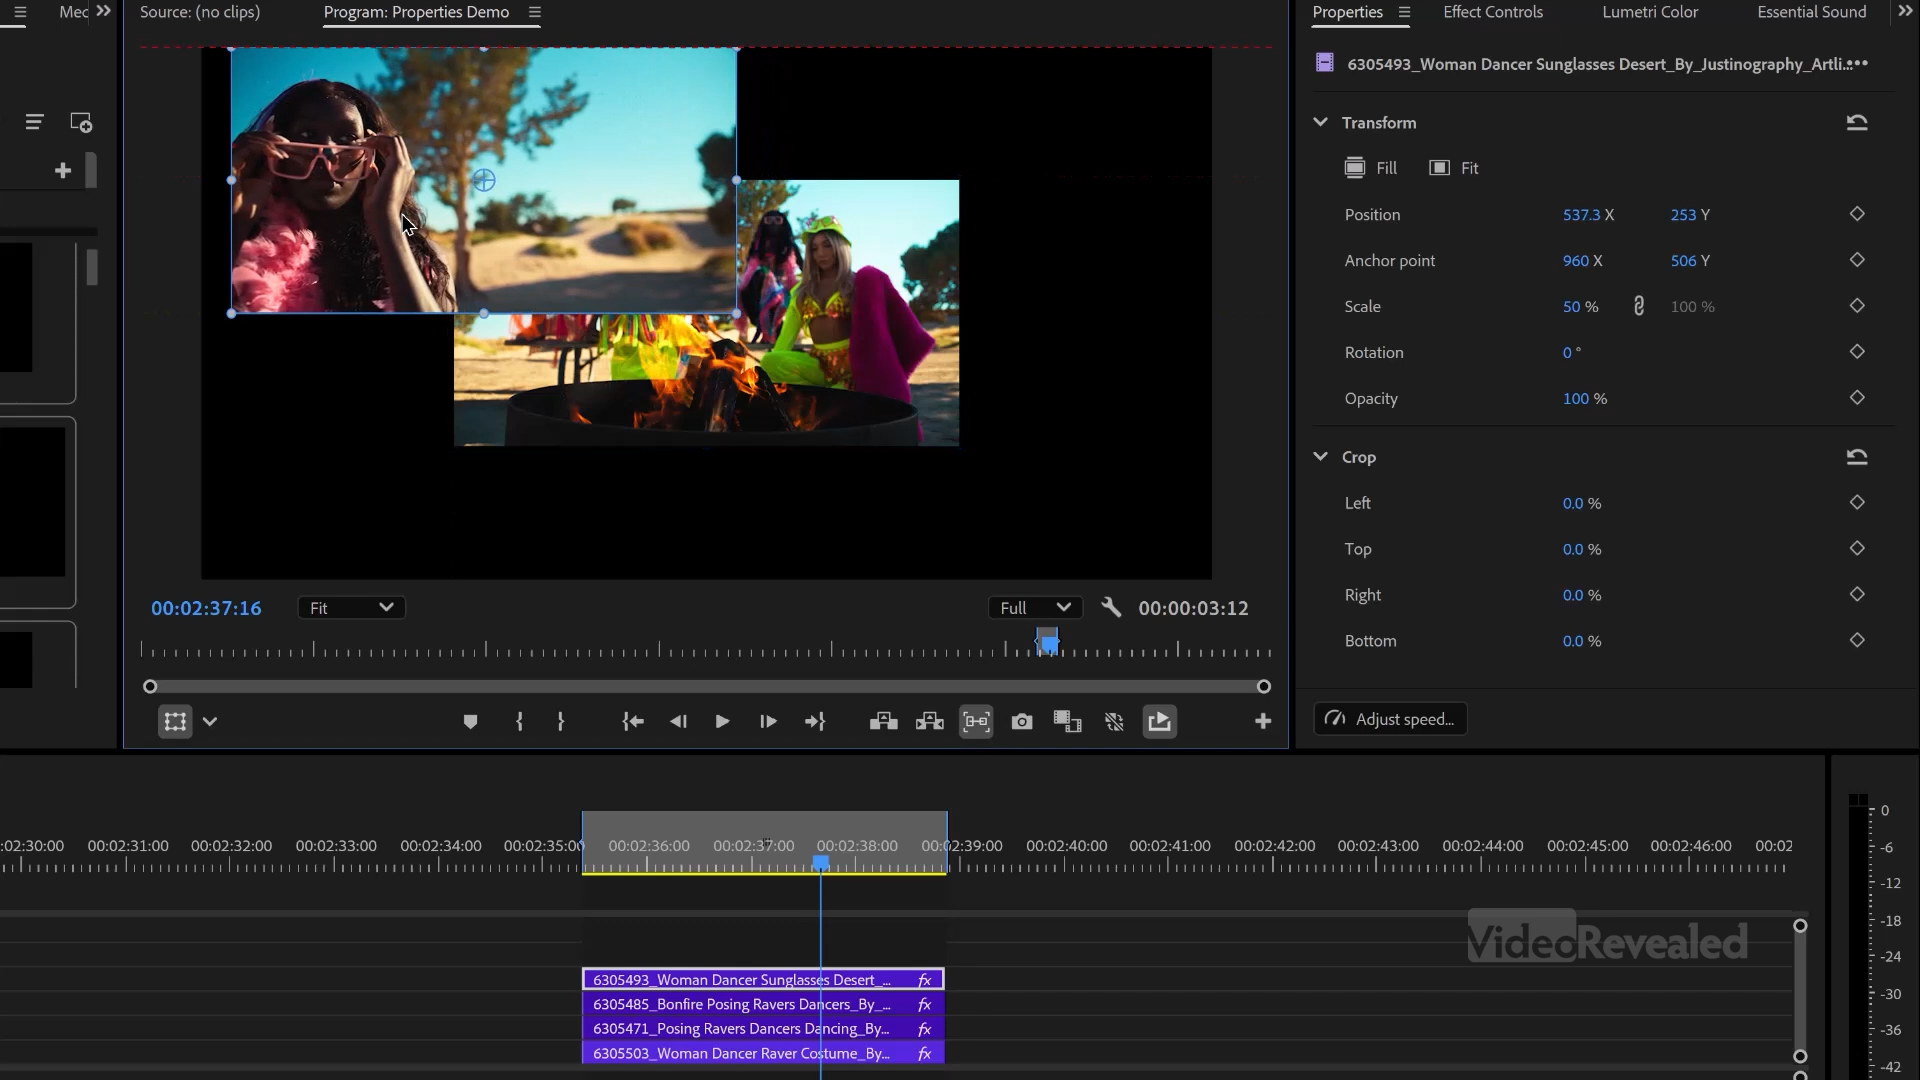 Mec
Source: (no clips)
Program: Properties Demo
Properties
Effect Controls
Lumetri Color
Essential Sound
6305493_Woman Dancer Sunglasses Desert_By_Justinography_Artli...
Transform
Fill
Fit
Position 537.3 X 253 Y
Anchor point 960 X 506 Y
Scale 50 % 100 %
Rotation 0 °
Opacity 100 %
Crop
Left 0.0 %
Top 0.0 %
Right 0.0 %
Bottom 0.0 %
Adjust speed...
00:02:37:16
Fit
Full
00:00:03:12
:02:30:00 00:02:31:00 00:02:32:00 00:02:33:00 00:02:34:00 00:02:35:00 00:02:36:00 00:02:37:00 00:02:38:00 00:02:39:00 00:02:40:00 00:02:41:00 00:02:42:00 00:02:43:00 00:02:44:00 00:02:45:00 00:02:46:00 00:02
VideoRevealed
6305493_Woman Dancer Sunglasses Desert_... fx
6305485_Bonfire Posing Ravers Dancers_By_... fx
6305471_Posing Ravers Dancers Dancing_By... fx
6305503_Woman Dancer Raver Costume_By... fx
0
-6
-12
-18
-24
-30
-36
-42